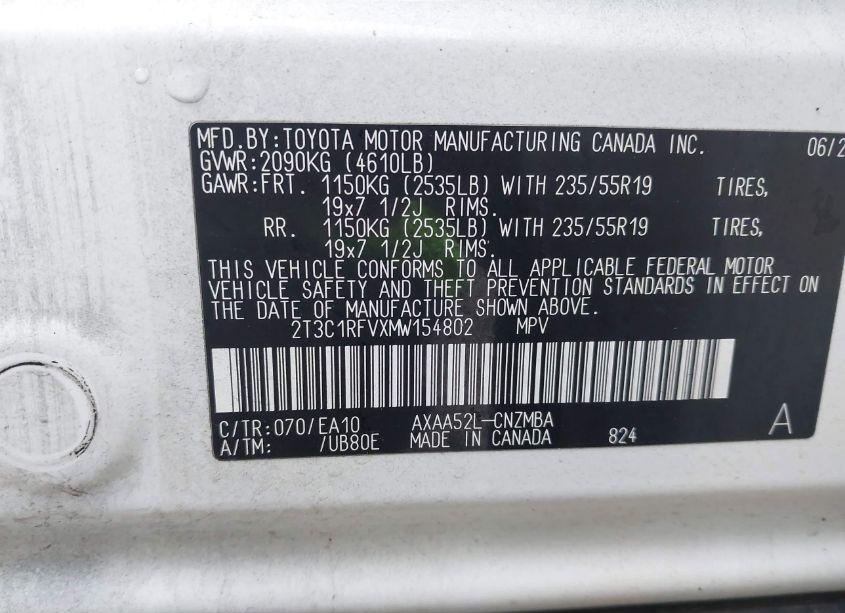 MFD.BY:TOYOTA MOTOR MANUFACTURING CANADA INC. 06/2
GVWR:2090KG (4610LB)
GAWR:FRT. 1150KG (2535LB) WITH 235/55R19 TIRES,
19x7 1/2J RIMS.
RR. 1150KG (2535LB) WITH 235/55R19 TIRES,
19x7 1/2J RIMS.
THIS VEHICLE CONFORMS TO ALL APPLICABLE FEDERAL MOTOR
VEHICLE SAFETY AND THEFT PREVENTION STANDARDS IN EFFECT ON
THE DATE OF MANUFACTURE SHOWN ABOVE.
2T3C1RFVXMW154802 MPV
C/TR:070/EA10 AXAA52L-CNZMBA A
A/TM: /UB80E MADE IN CANADA 824